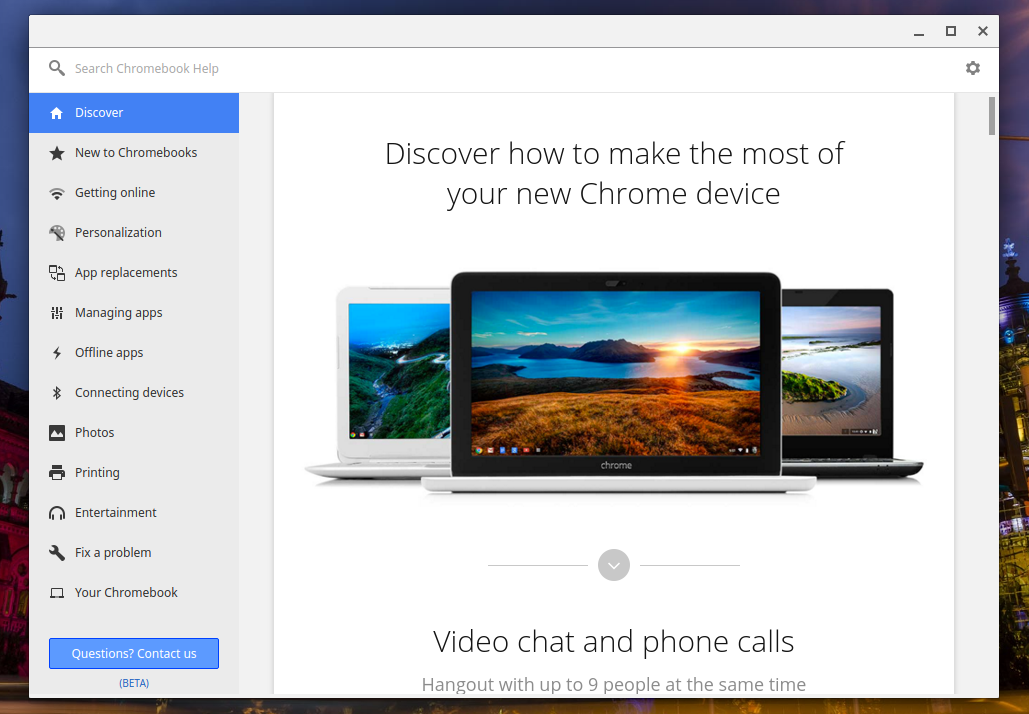 Search Chromebook Help
Discover
New to Chromebooks
Getting online
Personalization
App replacements
Managing apps
Offline apps
Connecting devices
Photos
Printing
Entertainment
Fix a problem
Your Chromebook
Questions? Contact us
(BETA)
Discover how to make the most of
your new Chrome device
chrome
Video chat and phone calls
Hangout with up to 9 people at the same time